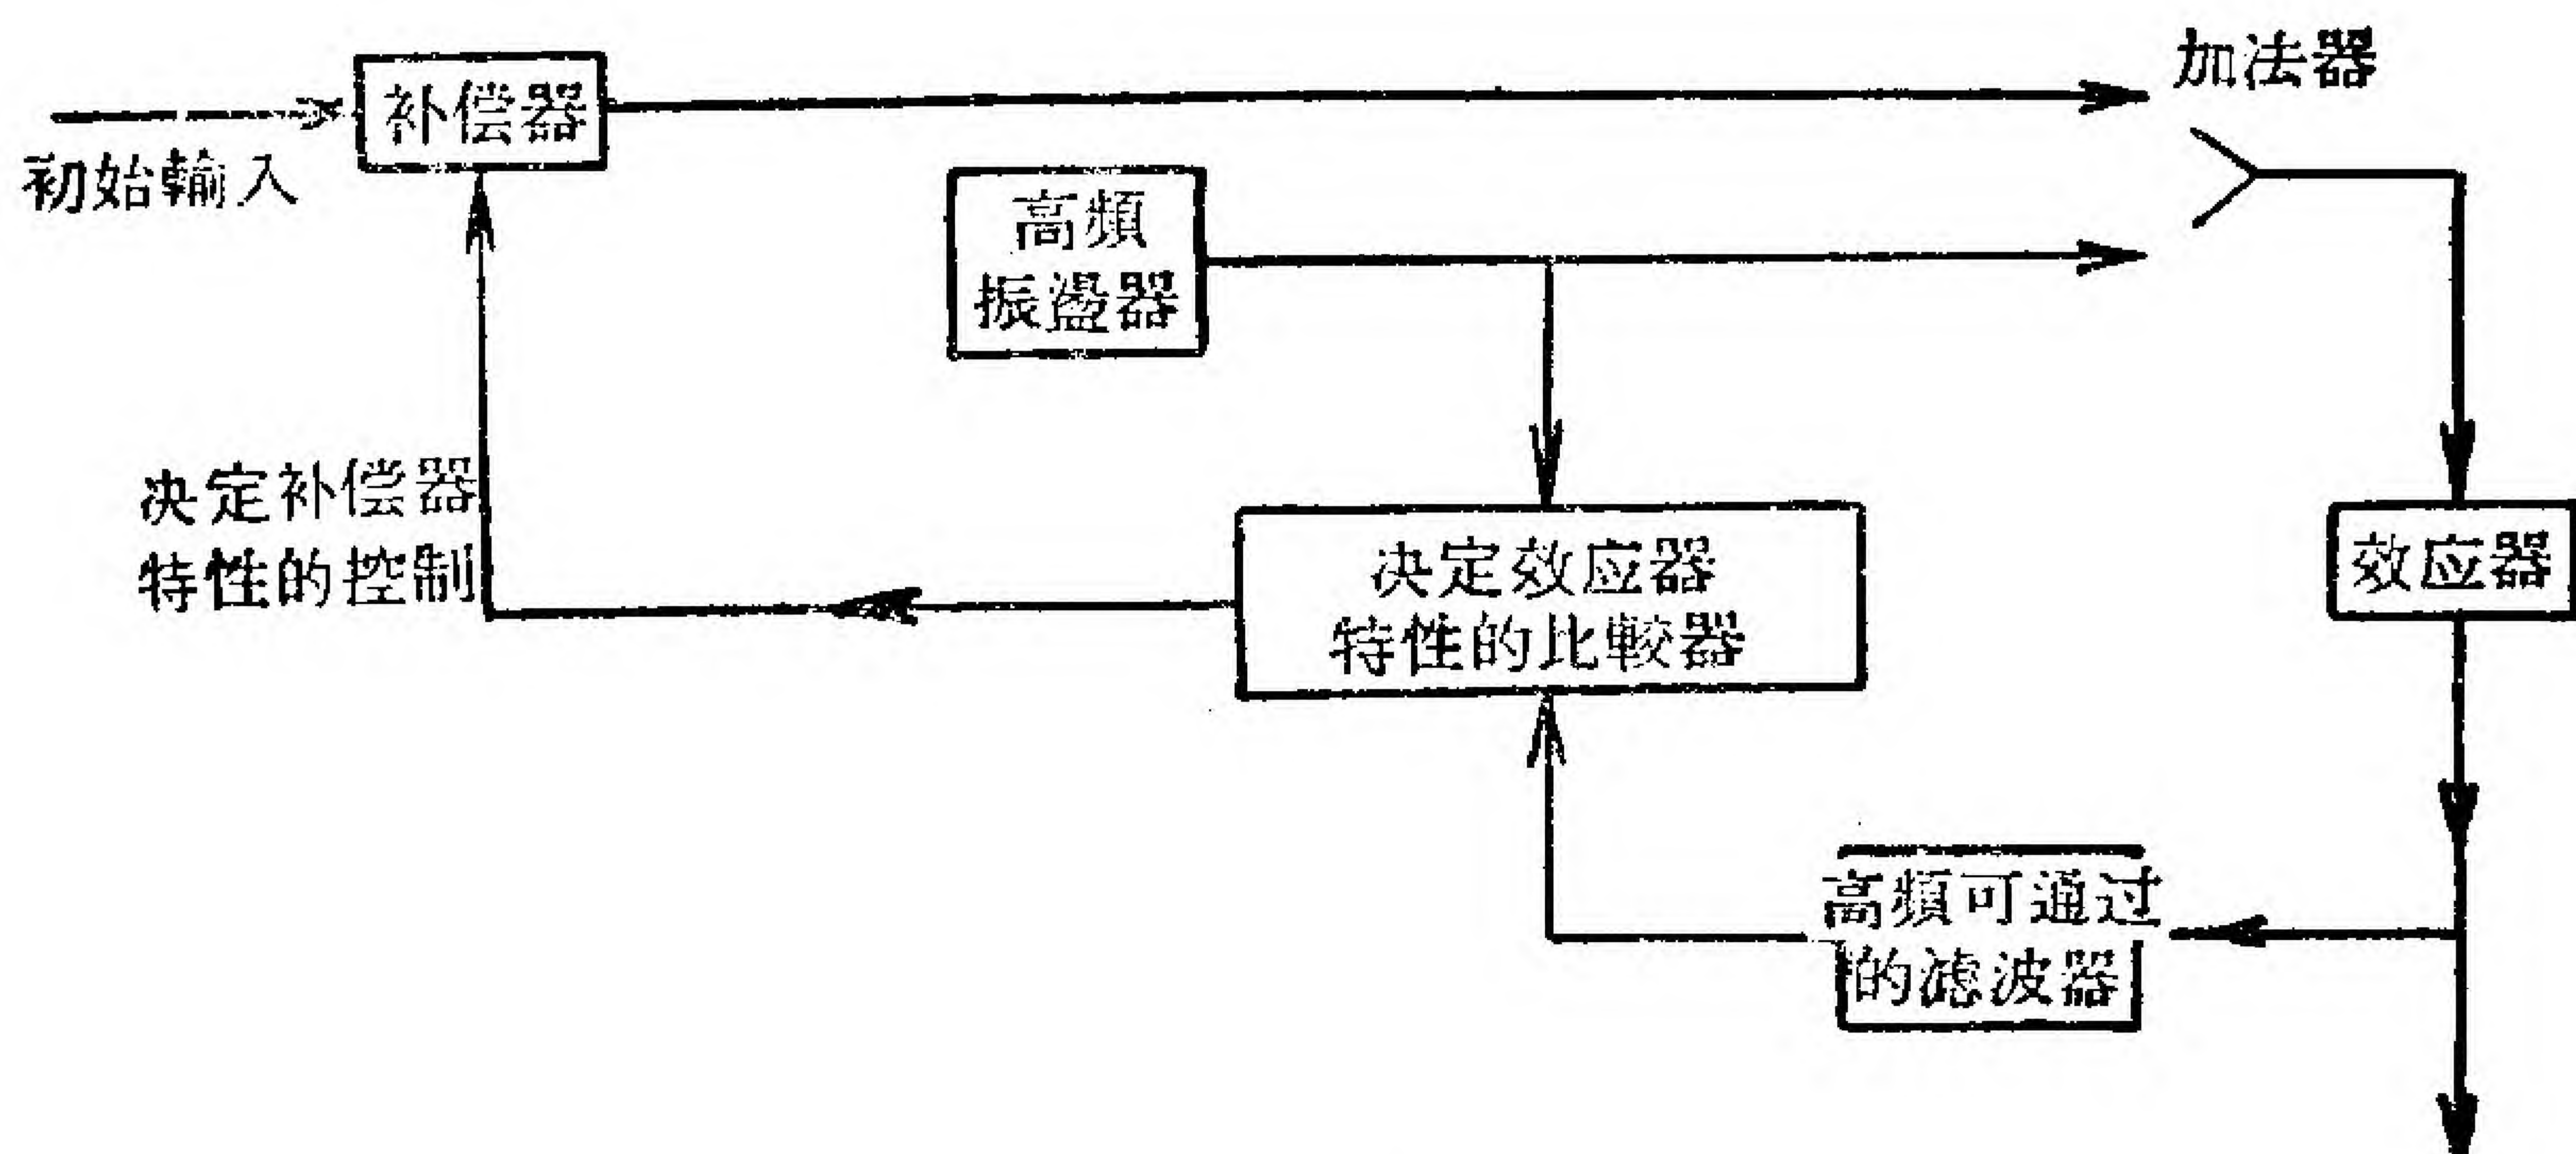 加法器
补偿器
初始輸入
高頻
振盪器
决定补偿器
特性的控制
决定效应器
特性的比較器
效应器
高頻可通过
的滤波器